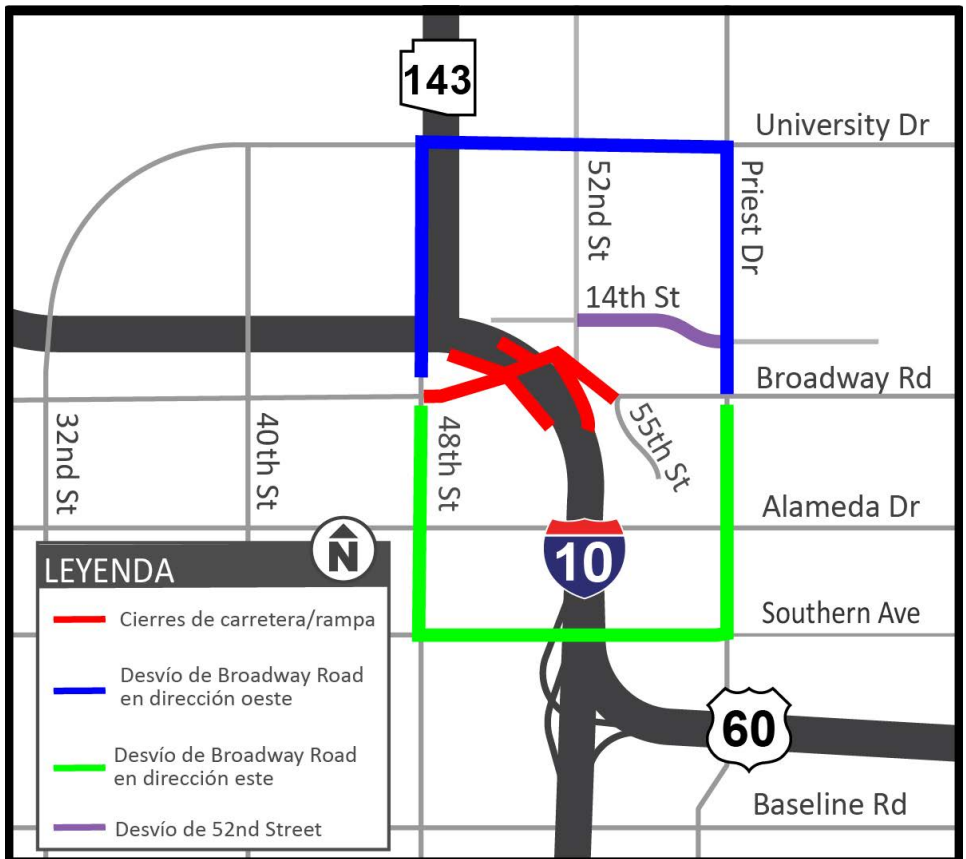 143
University Dr
52nd St
Priest Dr
14th St
Broadway Rd
32nd St
40th St
48th St
55th St
Alameda Dr
10
Southern Ave
60
Baseline Rd
N
LEYENDA
Cierres de carretera/rampa
Desvío de Broadway Road
en dirección oeste
Desvío de Broadway Road
en dirección este
Desvío de 52nd Street